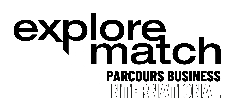 explore
match
PARCOURS BUSINESS
INTERNATIONAL